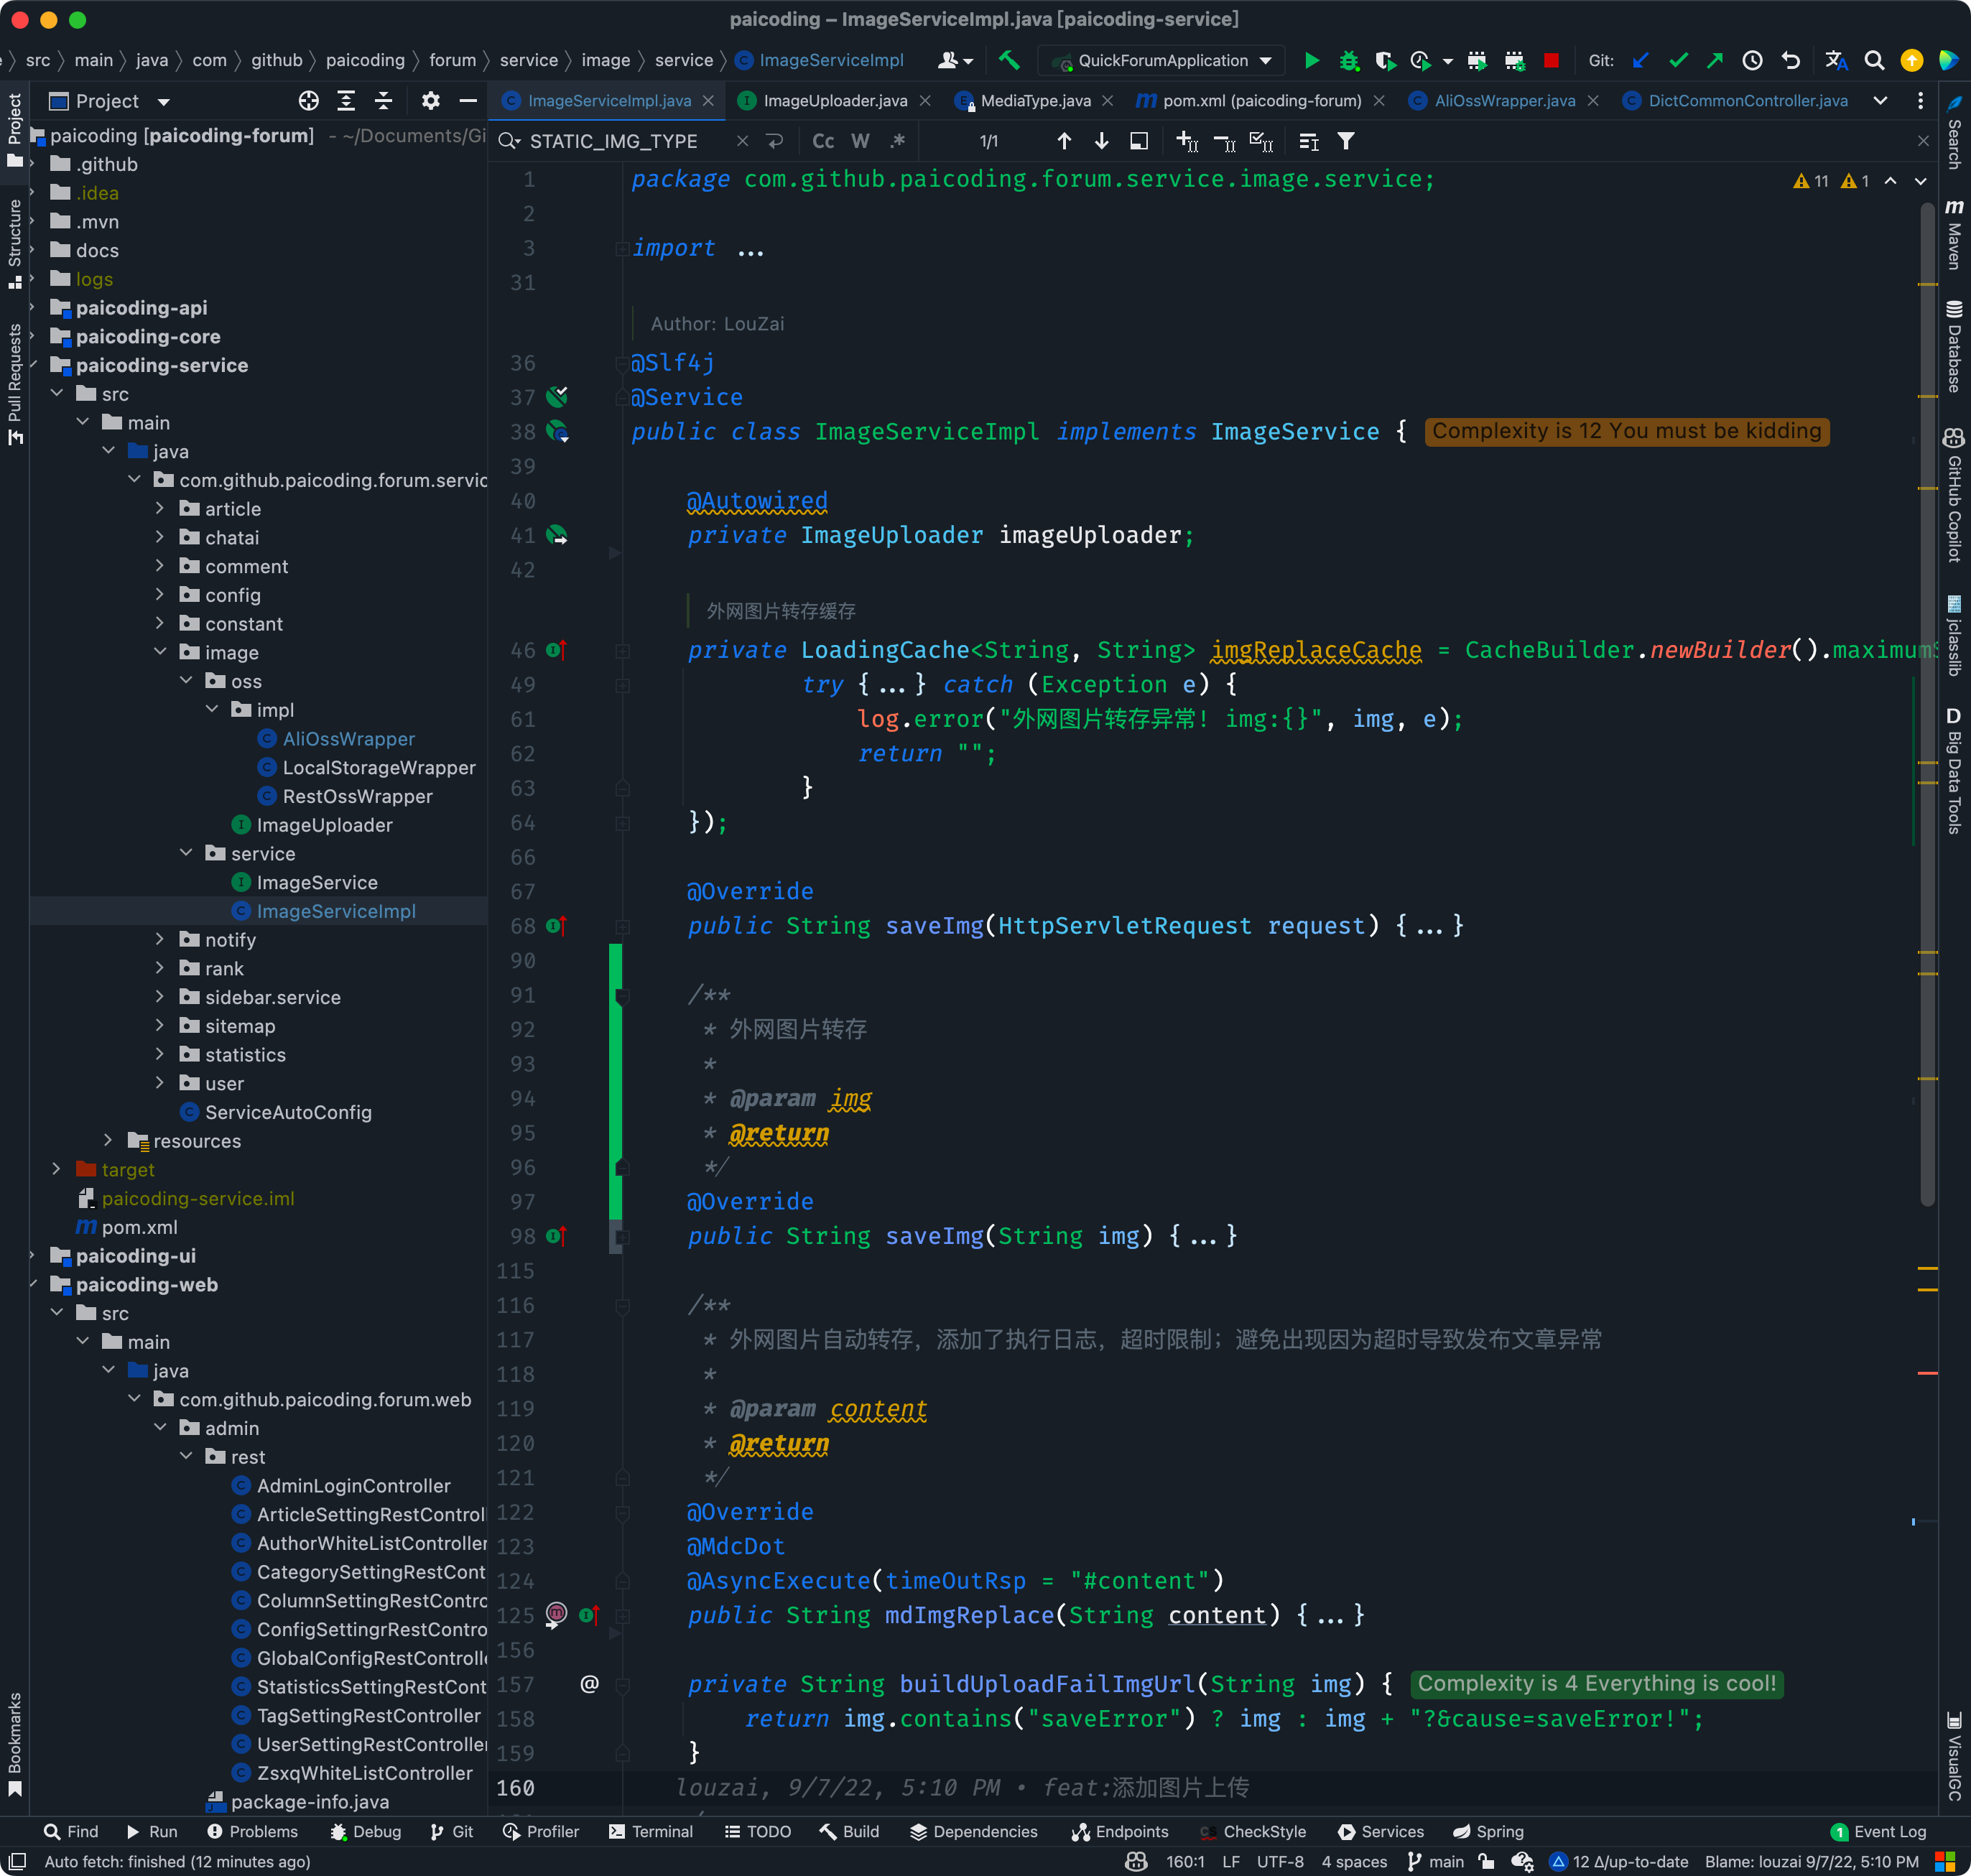 paicoding – ImageServiceImpl.java [paicoding-service]
src main java com github paicoding forum service image service ImageServiceImpl QuickForumApplication Git:
Project
ImageServiceImpl.java ImageUploader.java MediaType.java pom.xml (paicoding-forum) AliOssWrapper.java DictCommonController.java
STATIC_IMG_TYPE Cc W .* 1/1
11 1
Project
Structure
Pull Requests
Bookmarks
paicoding [paicoding-forum] - ~/Documents/Gi
.github
.idea
.mvn
docs
logs
paicoding-api
paicoding-core
paicoding-service
src
main
java
com.github.paicoding.forum.servic
article
chatai
comment
config
constant
image
oss
impl
AliOssWrapper
LocalStorageWrapper
RestOssWrapper
ImageUploader
service
ImageService
ImageServiceImpl
notify
rank
sidebar.service
sitemap
statistics
user
ServiceAutoConfig
resources
target
paicoding-service.iml
pom.xml
paicoding-ui
paicoding-web
src
main
java
com.github.paicoding.forum.web
admin
rest
AdminLoginController
ArticleSettingRestControl
AuthorWhiteListController
CategorySettingRestCont
ColumnSettingRestContro
ConfigSettingrRestContro
GlobalConfigRestControlle
StatisticsSettingRestCont
TagSettingRestController
UserSettingRestController
ZsxqWhiteListController
package-info.java
1 package com.github.paicoding.forum.service.image.service;
2
3 import ...
31
Author: LouZai
36 @Slf4j
37 @Service
38 public class ImageServiceImpl implements ImageService { Complexity is 12 You must be kidding
39
40 @Autowired
41 private ImageUploader imageUploader;
42
外网图片转存缓存
46 private LoadingCache<String, String> imgReplaceCache = CacheBuilder.newBuilder().maximumS
49 try {...} catch (Exception e) {
61 log.error("外网图片转存异常! img:{}", img, e);
62 return "";
63 }
64 });
66
67 @Override
68 public String saveImg(HttpServletRequest request) {...}
90
91 /**
92 * 外网图片转存
93 *
94 * @param img
95 * @return
96 */
97 @Override
98 public String saveImg(String img) {...}
115
116 /**
117 * 外网图片自动转存，添加了执行日志，超时限制；避免出现因为超时导致发布文章异常
118 *
119 * @param content
120 * @return
121 */
122 @Override
123 @MdcDot
124 @AsyncExecute(timeOutRsp = "#content")
125 public String mdImgReplace(String content) {...}
156
157 @ private String buildUploadFailImgUrl(String img) { Complexity is 4 Everything is cool!
158 return img.contains("saveError") ? img : img + "?&cause=saveError!";
159 }
160 louzai, 9/7/22, 5:10 PM • feat:添加图片上传
Search
Maven
Database
GitHub Copilot
jclasslib
Big Data Tools
VisualGC
Find Run Problems Debug Git Profiler Terminal TODO Build Dependencies Endpoints CheckStyle Services Spring 1 Event Log
Auto fetch: finished (12 minutes ago) 160:1 LF UTF-8 4 spaces main 12 Δ/up-to-date Blame: louzai 9/7/22, 5:10 PM